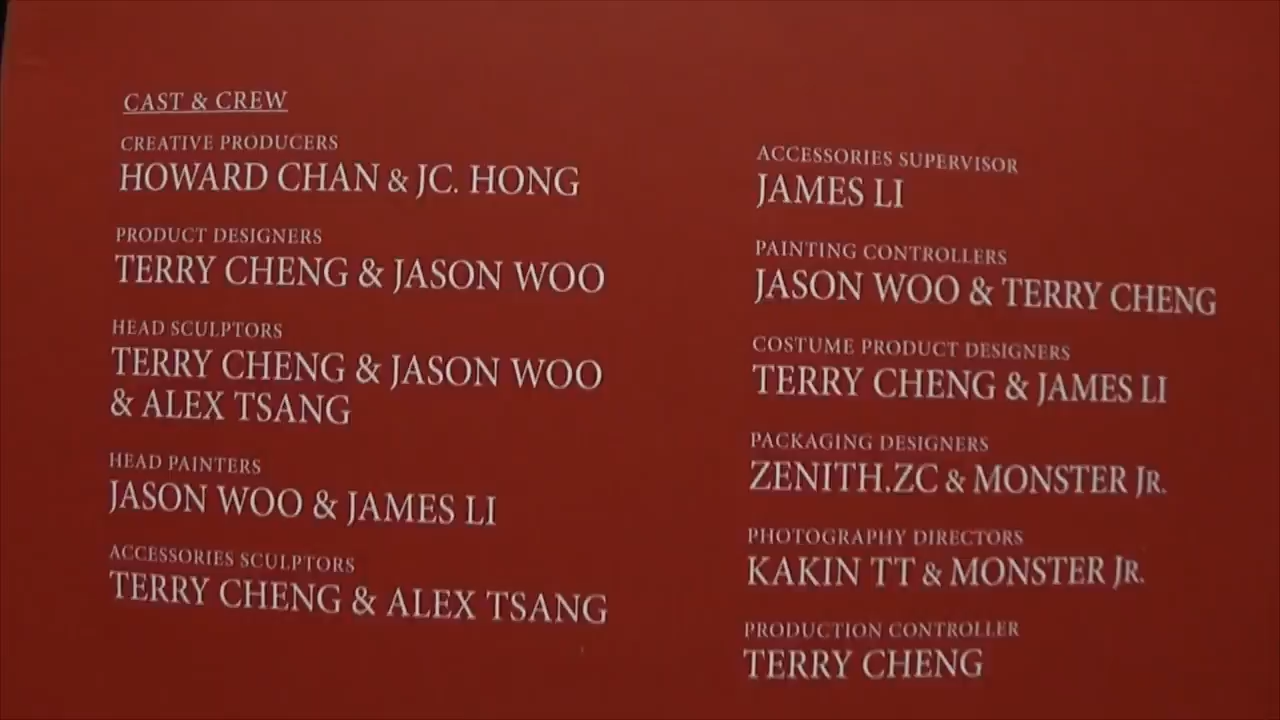 CAST & CREW
CREATIVE PRODUCERS
HOWARD CHAN & JC. HONG
PRODUCT DESIGNERS
TERRY CHENG & JASON WOO
HEAD SCULPTORS
TERRY CHENG & JASON WOO
& ALEX TSANG
HEAD PAINTERS
JASON WOO & JAMES LI
ACCESSORIES SCULPTORS
TERRY CHENG & ALEX TSANG
ACCESSORIES SUPERVISOR
JAMES LI
PAINTING CONTROLLERS
JASON WOO & TERRY CHENG
COSTUME PRODUCT DESIGNERS
TERRY CHENG & JAMES LI
PACKAGING DESIGNERS
ZENITH.ZC & MONSTER JR.
PHOTOGRAPHY DIRECTORS
KAKIN TT & MONSTER JR.
PRODUCTION CONTROLLER
TERRY CHENG